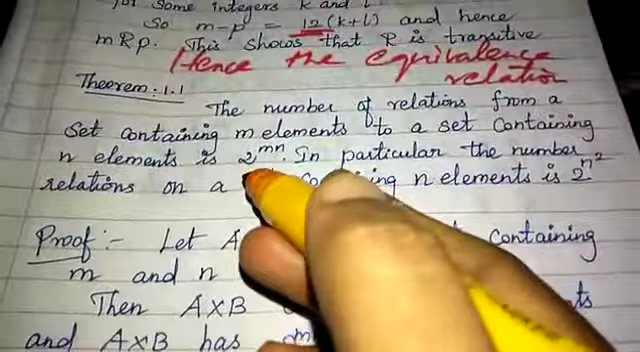 for some integers k and l
So m-p = 12(k+l) and hence
mRp. This shows that R is transitive
Hence the equivalence
relation
Theorem:1.1
The number of relations from a
Set containing m elements to a set Containing
n elements is 2^mn. In particular the number
relations on a containing n elements is 2^n^2
Proof:- Let A containing
m and n
Then A×B
and A×B has